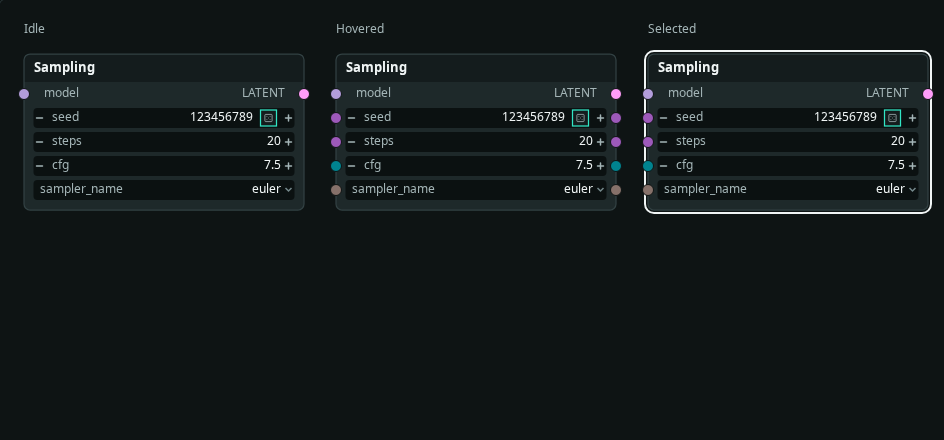 Idle
Hovered
Selected
Sampling
model LATENT
− seed 123456789 +
− steps 20 +
− cfg 7.5 +
sampler_name euler
Sampling
model LATENT
− seed 123456789 +
− steps 20 +
− cfg 7.5 +
sampler_name euler
Sampling
model LATENT
− seed 123456789 +
− steps 20 +
− cfg 7.5 +
sampler_name euler